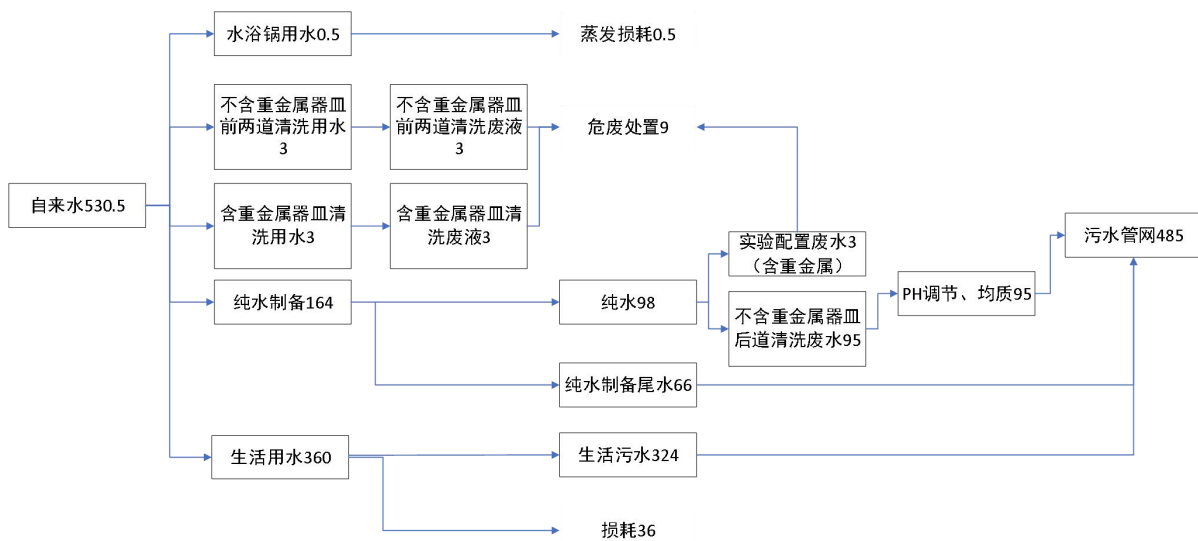 水浴锅用水0.5
蒸发损耗0.5
不含重金属器皿
前两道清洗用水
3
不含重金属器皿
前两道清洗废液
3
危废处置9
自来水530.5
含重金属器皿清
洗用水3
含重金属器皿清
洗废液3
实验配置废水3
（含重金属）
污水管网485
纯水制备164
纯水98
PH调节、均质95
不含重金属器皿
后道清洗废水95
纯水制备尾水66
生活用水360
生活污水324
损耗36